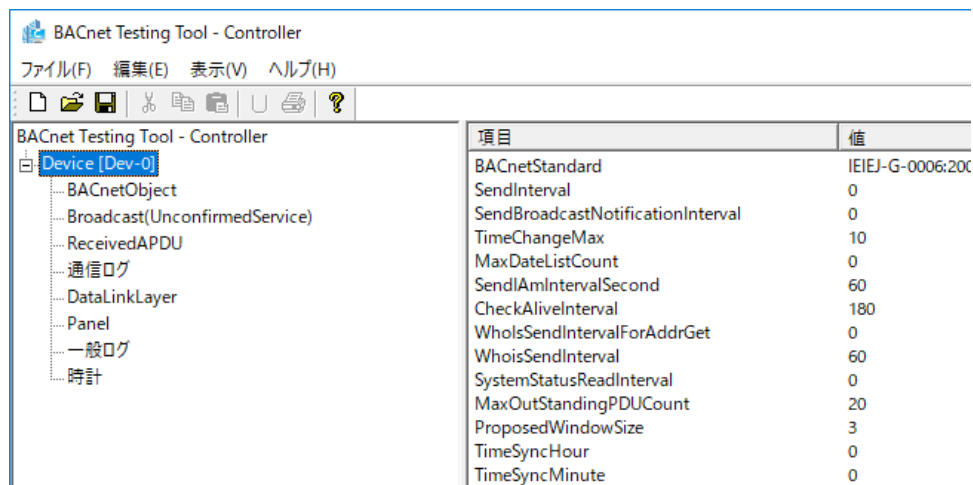 BACnet Testing Tool - Controller
ファイル(F) 編集(E) 表示(V) ヘルプ(H)
BACnet Testing Tool - Controller
Device [Dev-0]
BACnetObject
Broadcast(UnconfirmedService)
ReceivedAPDU
通信ログ
DataLinkLayer
Panel
一般ログ
時計
項目 値
BACnetStandard IEIEJ-G-0006:200
SendInterval 0
SendBroadcastNotificationInterval 0
TimeChangeMax 10
MaxDateListCount 0
SendIAmIntervalSecond 60
CheckAliveInterval 180
WhoIsSendIntervalForAddrGet 0
WhoisSendInterval 60
SystemStatusReadInterval 0
MaxOutStandingPDUCount 20
ProposedWindowSize 3
TimeSyncHour 0
TimeSyncMinute 0